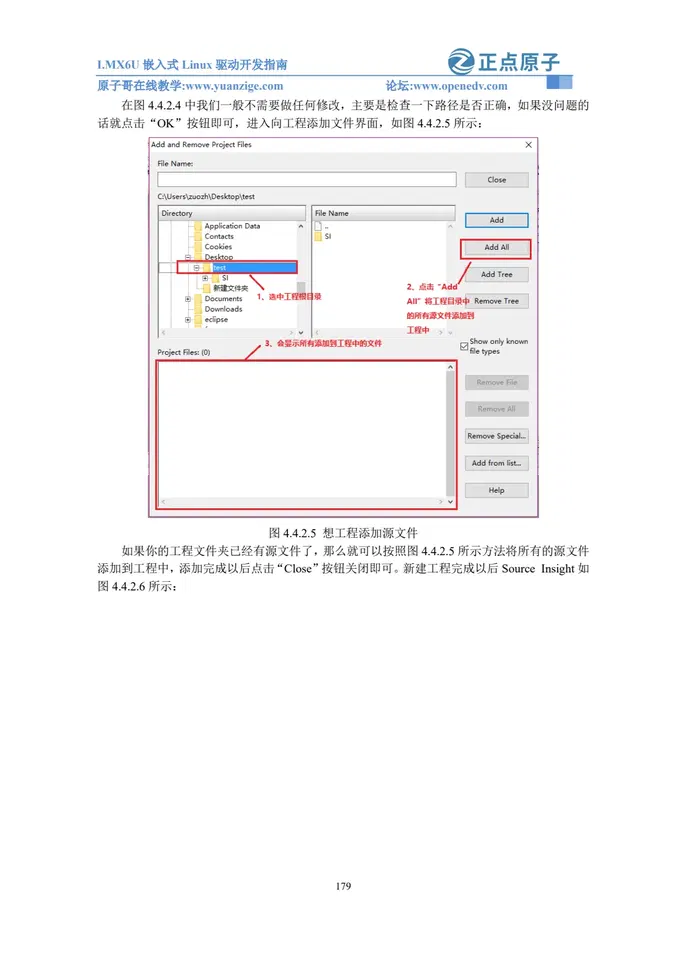 I.MX6U 嵌入式 Linux 驱动开发指南
正点原子
原子哥在线教学:www.yuanzige.com
论坛:www.openedv.com
在图 4.4.2.4 中我们一般不需要做任何修改，主要是检查一下路径是否正确，如果没问题的
话就点击“OK”按钮即可，进入向工程添加文件界面，如图 4.4.2.5 所示：
Add and Remove Project Files
File Name:
Close
C:\Users\zuozh\Desktop\test
Directory
File Name
Add
Application Data
..
Contacts
SI
Cookies
Add All
Desktop
test
Add Tree
SI
新建文件夹
1、选中工程根目录
2、点击“Add
All”将工程目录中
的所有源文件添加到
工程中
Documents
Remove Tree
Downloads
eclipse
3、会显示所有添加到工程中的文件
Show only known
file types
Project Files: (0)
Remove File
Remove All
Remove Special...
Add from list...
Help
图 4.4.2.5 想工程添加源文件
如果你的工程文件夹已经有源文件了，那么就可以按照图 4.4.2.5 所示方法将所有的源文件
添加到工程中，添加完成以后点击“Close”按钮关闭即可。新建工程完成以后 Source Insight 如
图 4.4.2.6 所示：
179